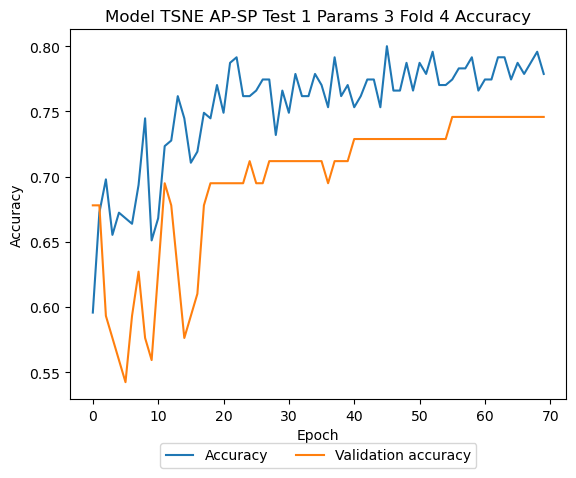 Model TSNE AP-SP Test 1 Params 3 Fold 4 Accuracy
0.80
0.75
0.70
0.65
0.60
0.55
Accuracy
0 10 20 30 40 50 60 70
Epoch
Accuracy Validation accuracy